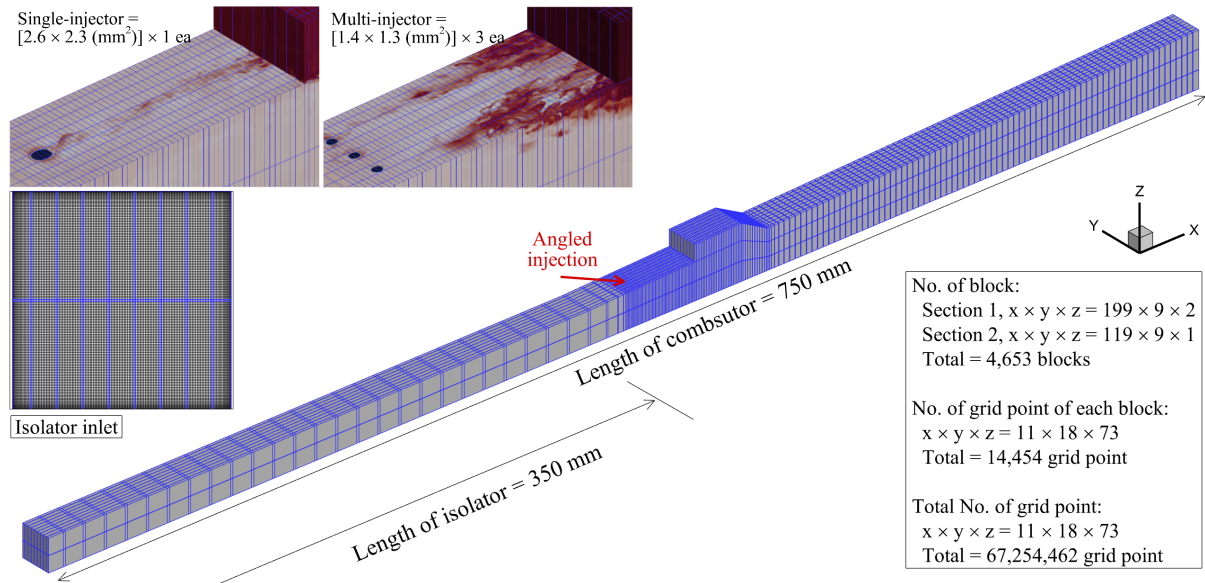 Single-injector =
[2.6 × 2.3 (mm²)] × 1 ea
Multi-injector =
[1.4 × 1.3 (mm²)] × 3 ea
Isolator inlet
Angled
injection
Length of combsutor = 750 mm
Length of isolator = 350 mm
Z
Y
X
No. of block:
Section 1, x × y × z = 199 × 9 × 2
Section 2, x × y × z = 119 × 9 × 1
Total = 4,653 blocks
No. of grid point of each block:
x × y × z = 11 × 18 × 73
Total = 14,454 grid point
Total No. of grid point:
x × y × z = 11 × 18 × 73
Total = 67,254,462 grid point